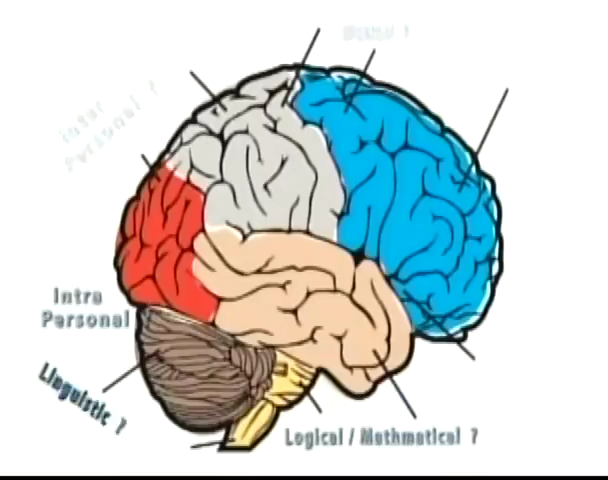 Inter
Personal ?
Intra
Personal
Linguistic ?
Logical / Mathmatical ?